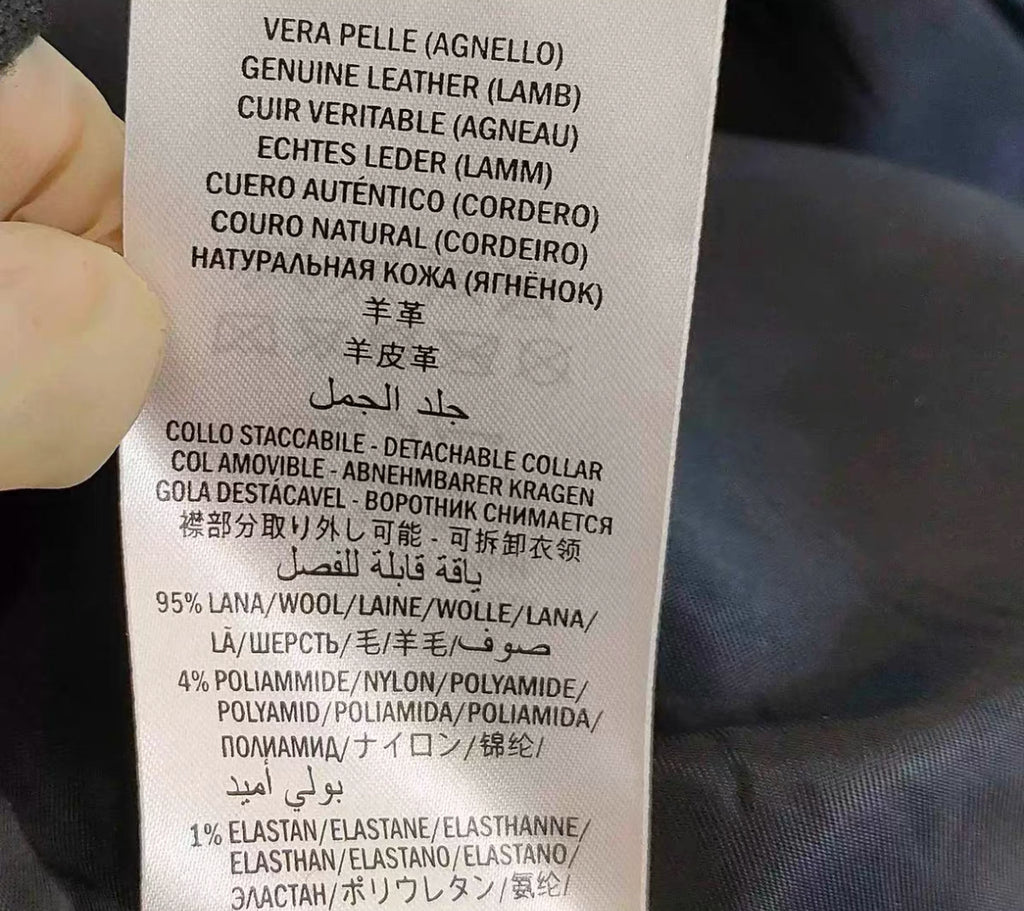 VERA PELLE (AGNELLO)
GENUINE LEATHER (LAMB)
CUIR VERITABLE (AGNEAU)
ECHTES LEDER (LAMM)
CUERO AUTÉNTICO (CORDERO)
COURO NATURAL (CORDEIRO)
НАТУРАЛЬНАЯ КОЖА (ЯГНЁНОК)
羊革
羊皮革
جلد الجمل
COLLO STACCABILE - DETACHABLE COLLAR
COL AMOVIBLE - ABNEHMBARER KRAGEN
GOLA DESTÁCAVEL - ВОРОТНИК СНИМАЕТСЯ
襟部分取り外し可能 - 可拆卸衣领
ياقة قابلة للفصل
95% LANA/WOOL/LAINE/WOLLE/LANA/
LÃ/ШЕРСТЬ/毛/羊毛/صوف
4% POLIAMMIDE/NYLON/POLYAMIDE/
POLYAMID/POLIAMIDA/POLIAMIDA/
ПОЛИАМИД/ナイロン/锦纶/
بولي أميد
1% ELASTAN/ELASTANE/ELASTHANNE/
ELASTHAN/ELASTANO/ELASTANO/
ЭЛАСТАН/ポリウレタン/氨纶/